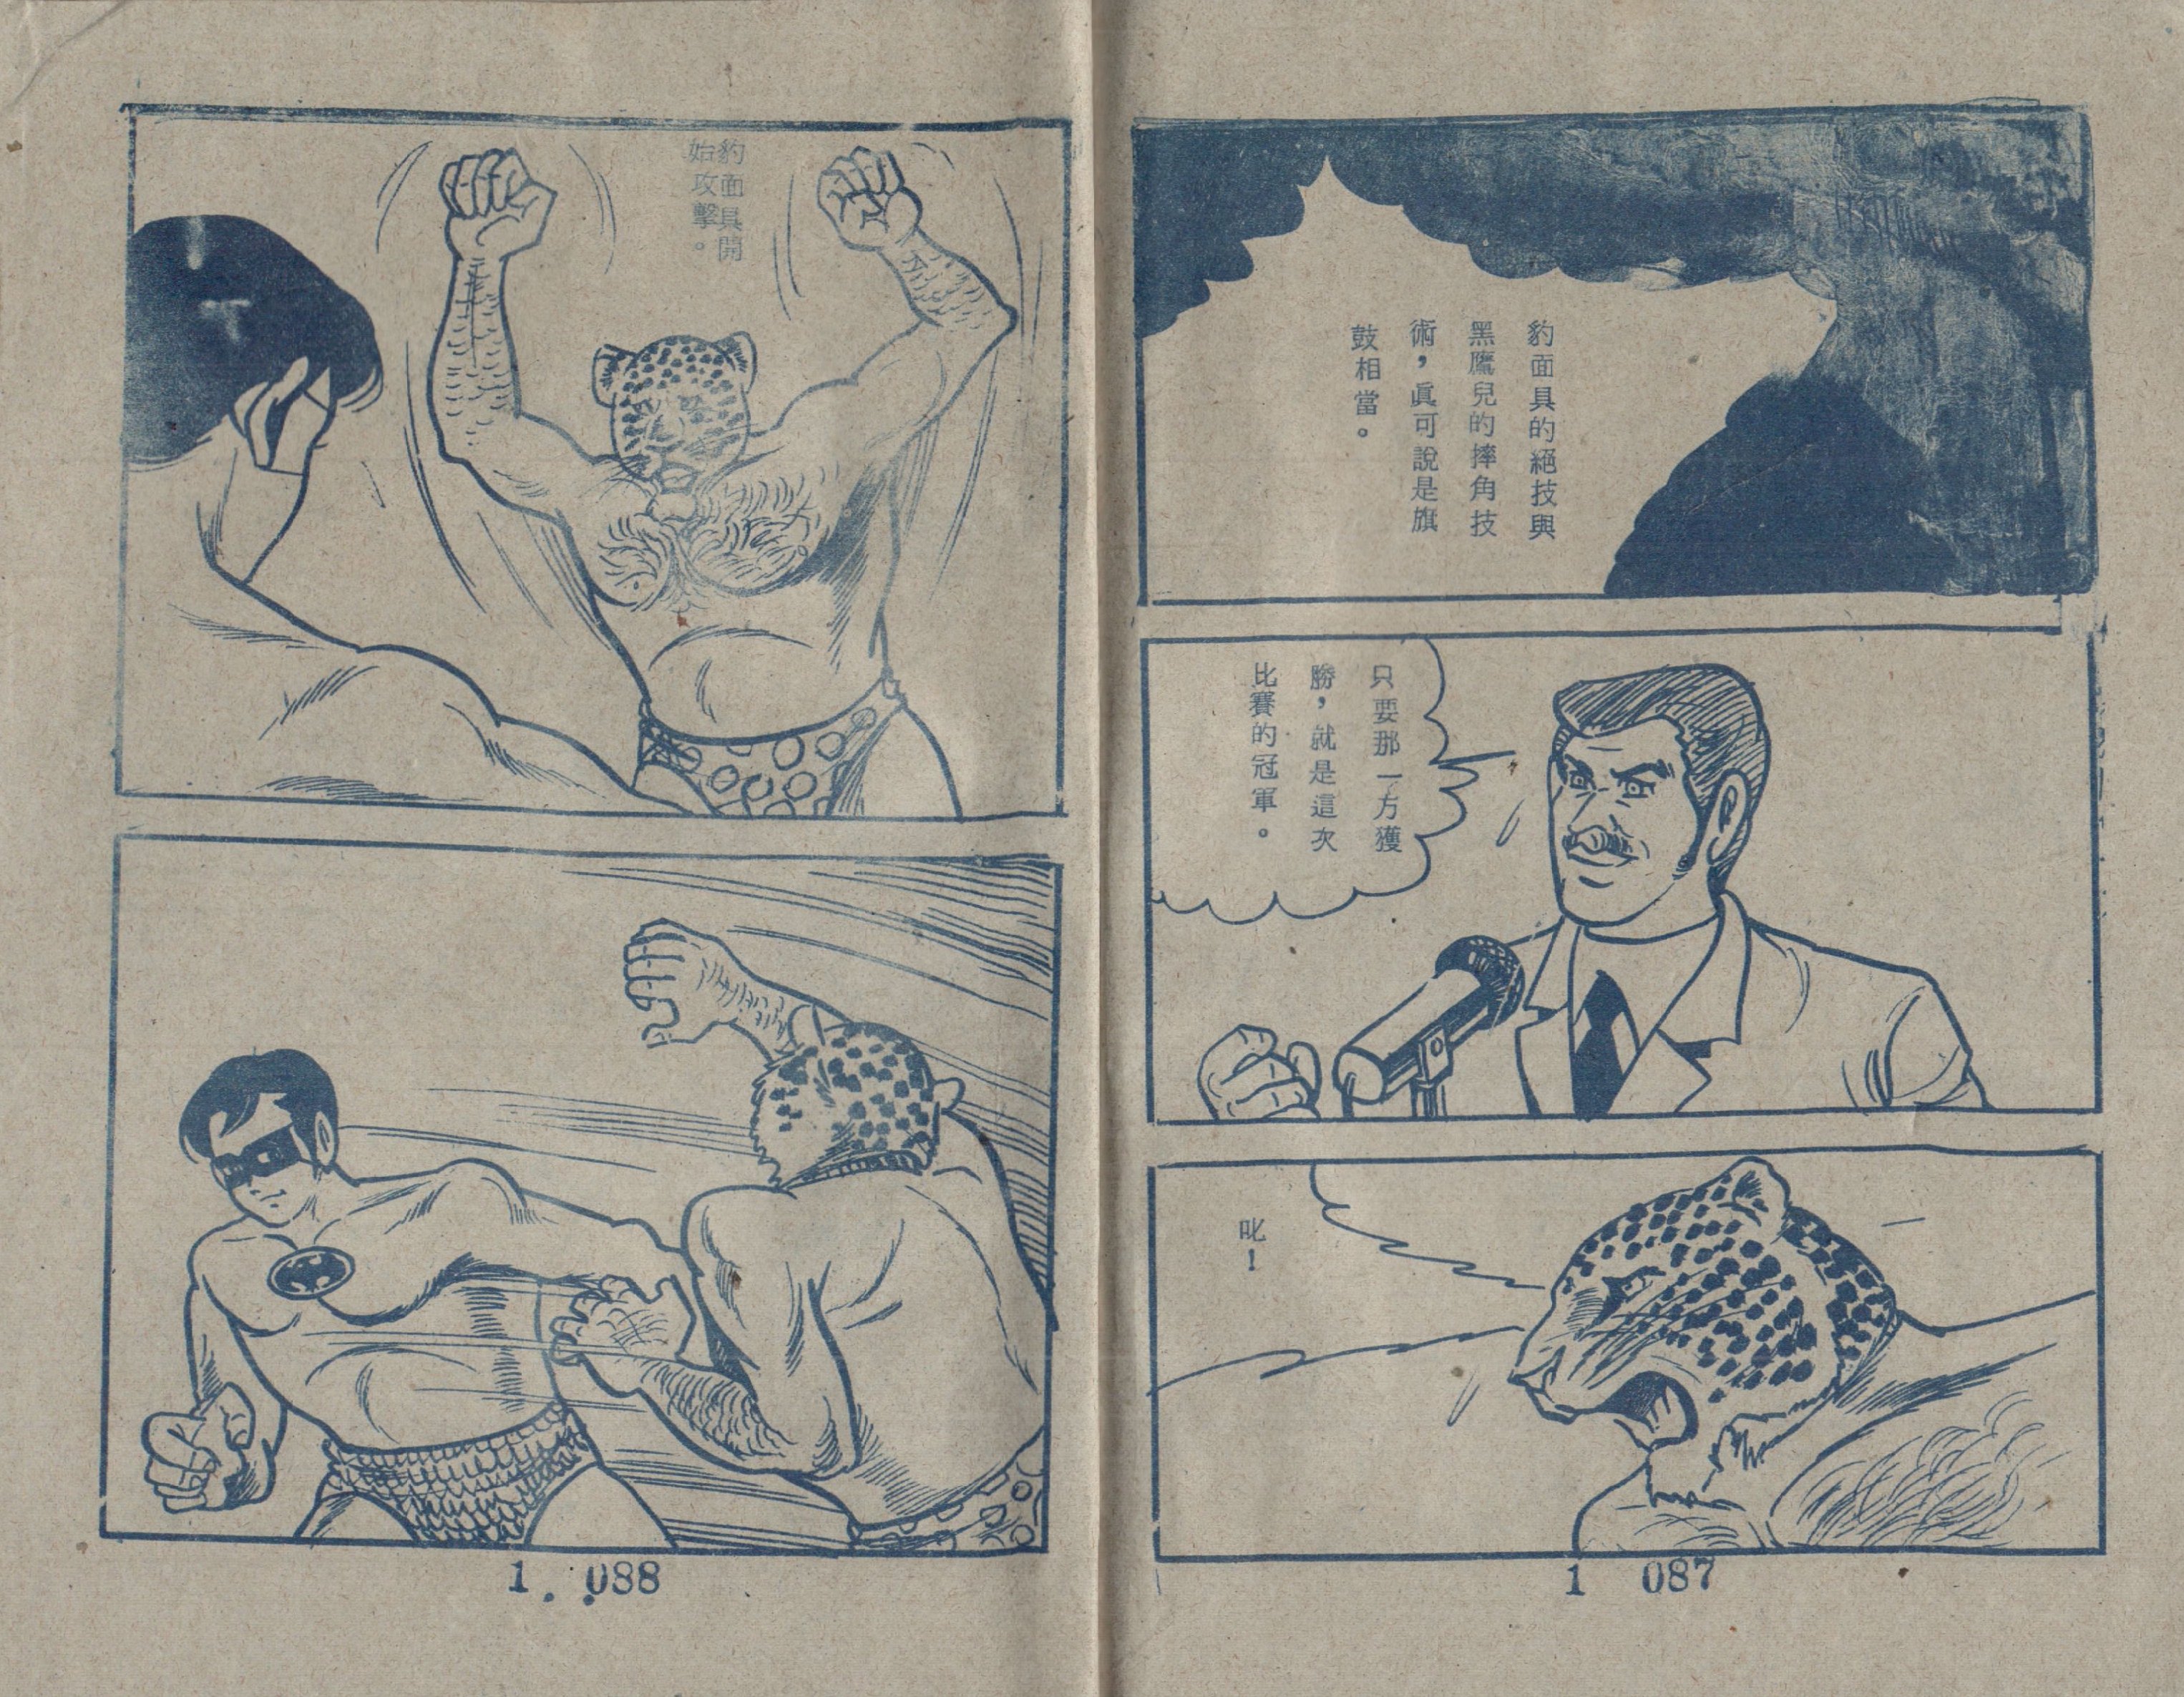 豹面具的絕技與
黑鷹兒的摔角技
術，眞可說是旗
鼓相當。
只要那一方獲
勝，就是這次
比賽的冠軍。
叱！
1 087
豹面具開
始攻擊。
1. 088